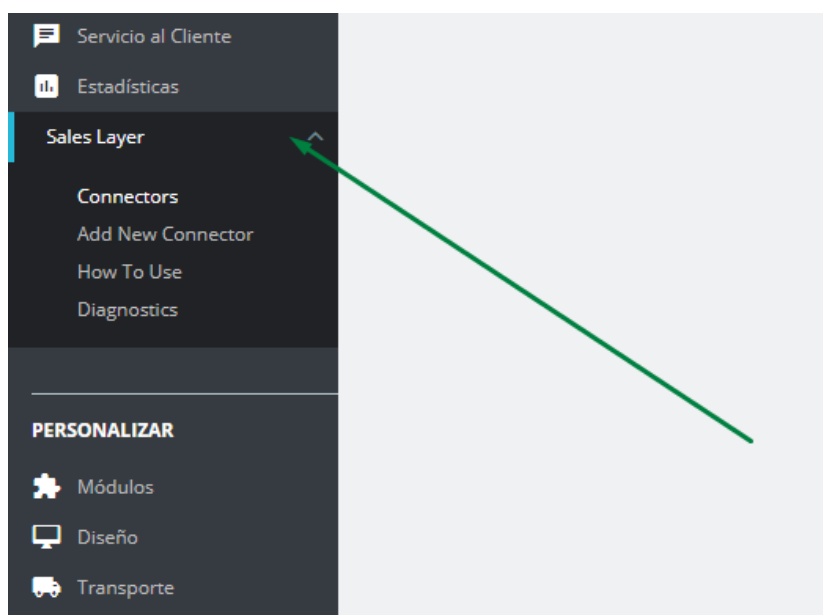 Servicio al Cliente
Estadísticas
Sales Layer
Connectors
Add New Connector
How To Use
Diagnostics
PERSONALIZAR
Módulos
Diseño
Transporte